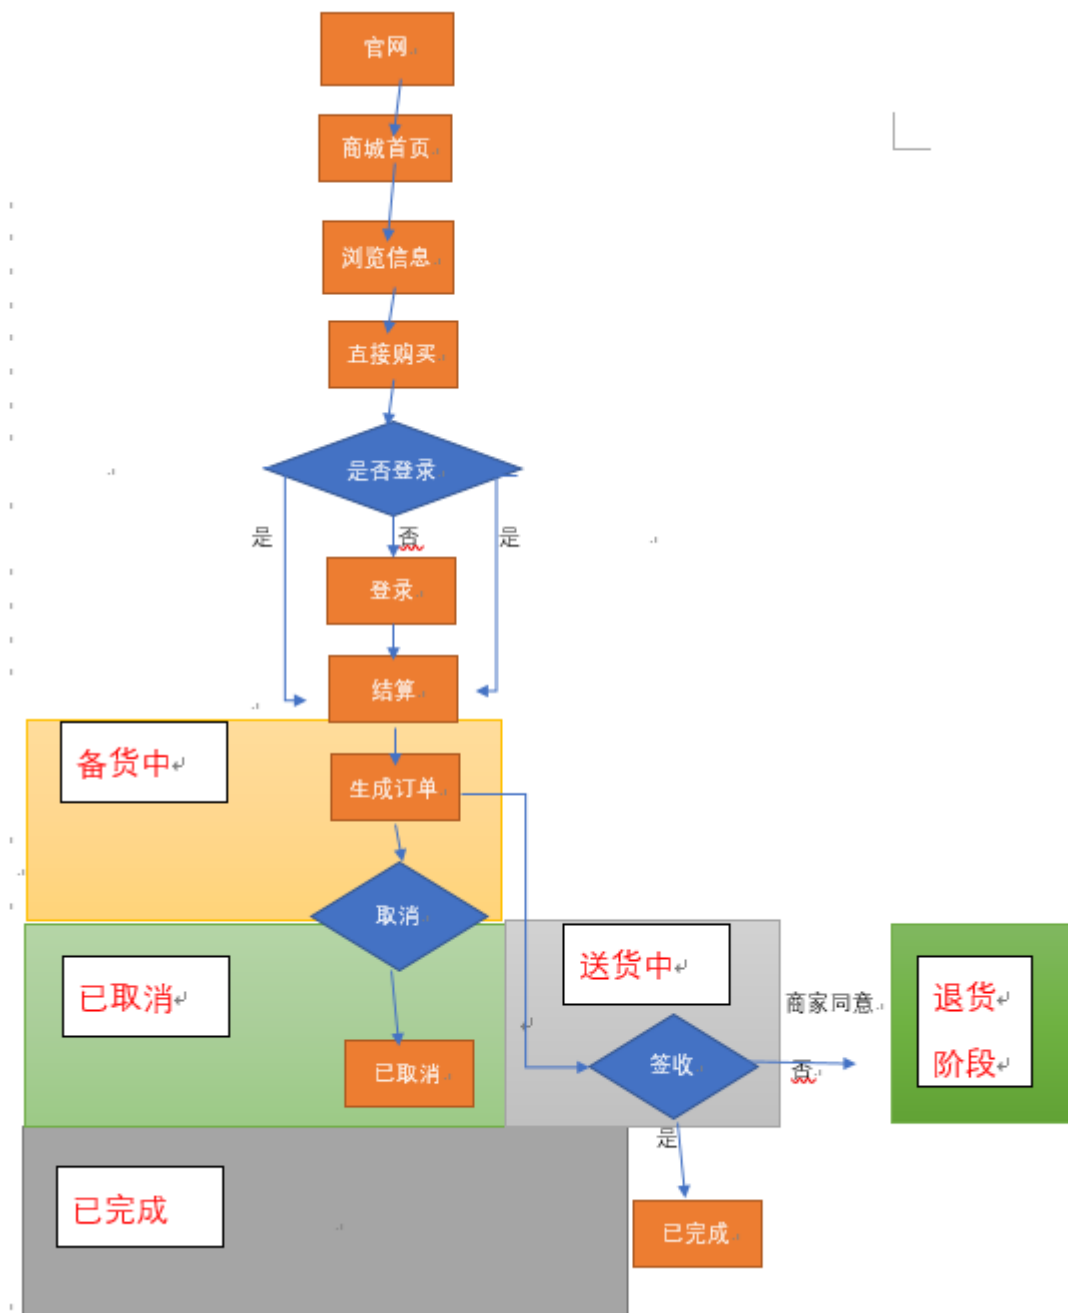 官网
商城首页
浏览信息
直接购买
是否登录
是
否
是
登录
结算
备货中
生成订单
取消
已取消
送货中
商家同意
退货
阶段
签收
否
已取消
是
已完成
已完成